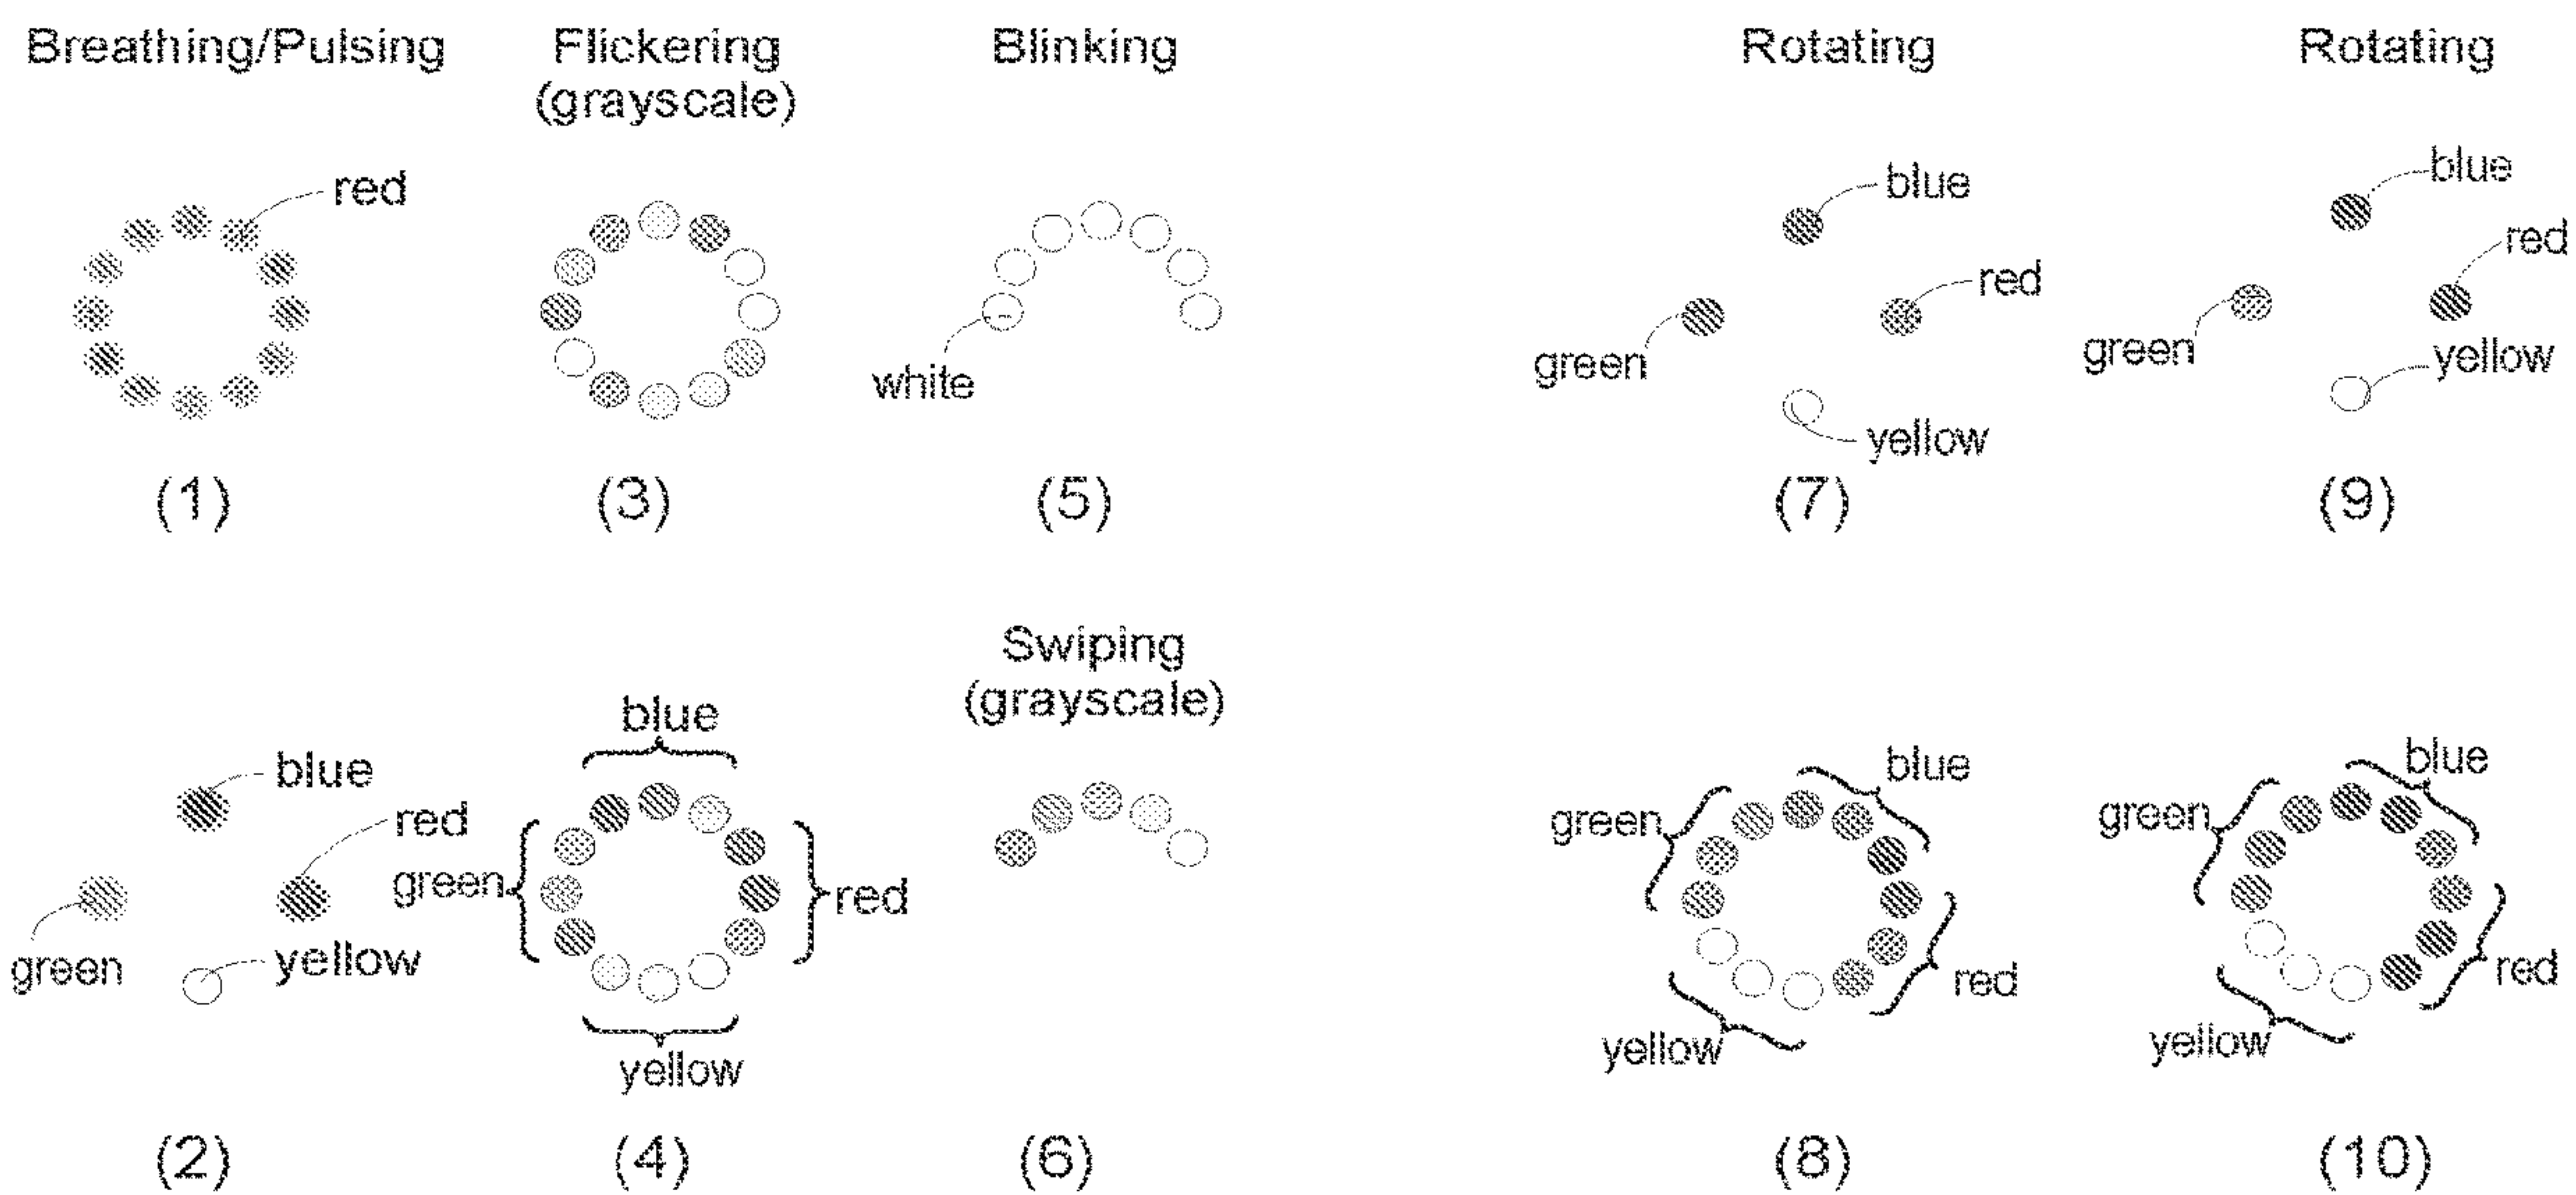 Breathing/Pulsing
red
(1)
Flickering
(grayscale)
(3)
Blinking
white
(5)
Rotating
blue
red
green
yellow
(7)
Rotating
blue
red
green
yellow
(9)
blue
red
green
yellow
(2)
blue
green
red
yellow
(4)
Swiping
(grayscale)
(6)
blue
green
red
yellow
(8)
blue
green
red
yellow
(10)